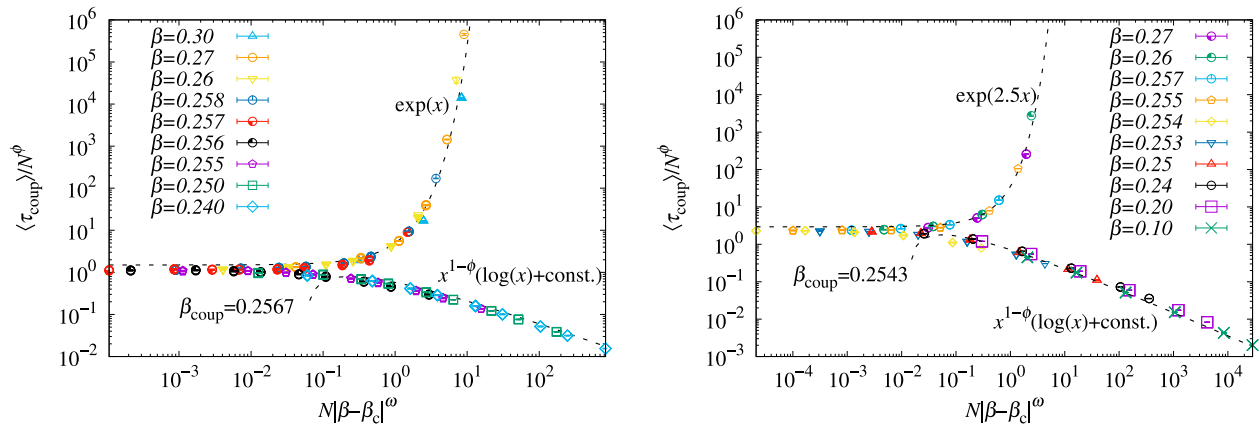 10^6
10^5
10^4
10^3
10^2
10^1
10^0
10^-1
10^-2
⟨τ_coup⟩/N^ϕ
β=0.30
β=0.27
β=0.26
β=0.258
β=0.257
β=0.256
β=0.255
β=0.250
β=0.240
exp(x)
x^{1-ϕ}(log(x)+const.)
β_coup=0.2567
10^-3 10^-2 10^-1 10^0 10^1 10^2
N|β−β_c|^ω
10^6
10^5
10^4
10^3
10^2
10^1
10^0
10^-1
10^-2
10^-3
⟨τ_coup⟩/N^ϕ
β=0.27
β=0.26
β=0.257
β=0.255
β=0.254
β=0.253
β=0.25
β=0.24
β=0.20
β=0.10
exp(2.5x)
β_coup=0.2543
x^{1-ϕ}(log(x)+const.)
10^-4 10^-3 10^-2 10^-1 10^0 10^1 10^2 10^3 10^4
N|β−β_c|^ω